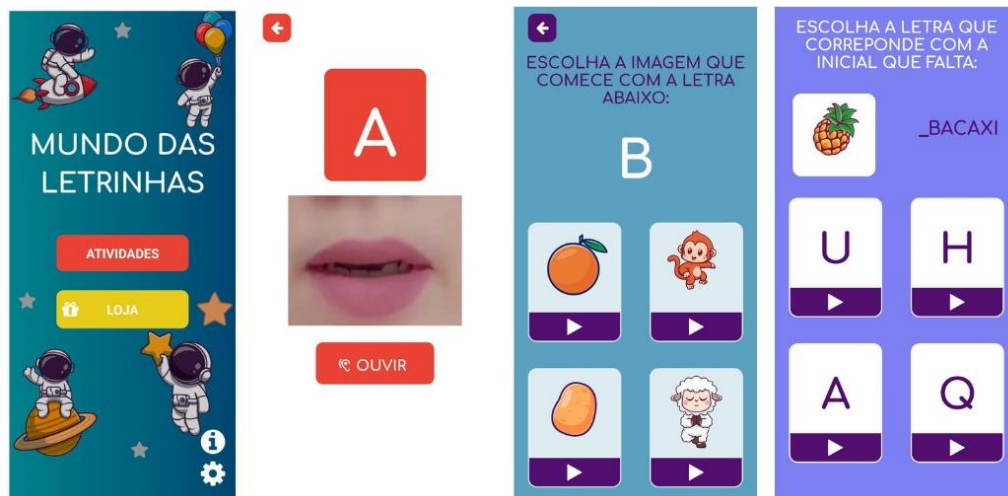 MUNDO DAS
LETRINHAS
ATIVIDADES
LOJA
A
OUVIR
ESCOLHA A IMAGEM QUE
COMECE COM A LETRA
ABAIXO:
B
ESCOLHA A LETRA QUE
CORREPONDE COM A
INICIAL QUE FALTA:
_BACAXI
U
H
A
Q